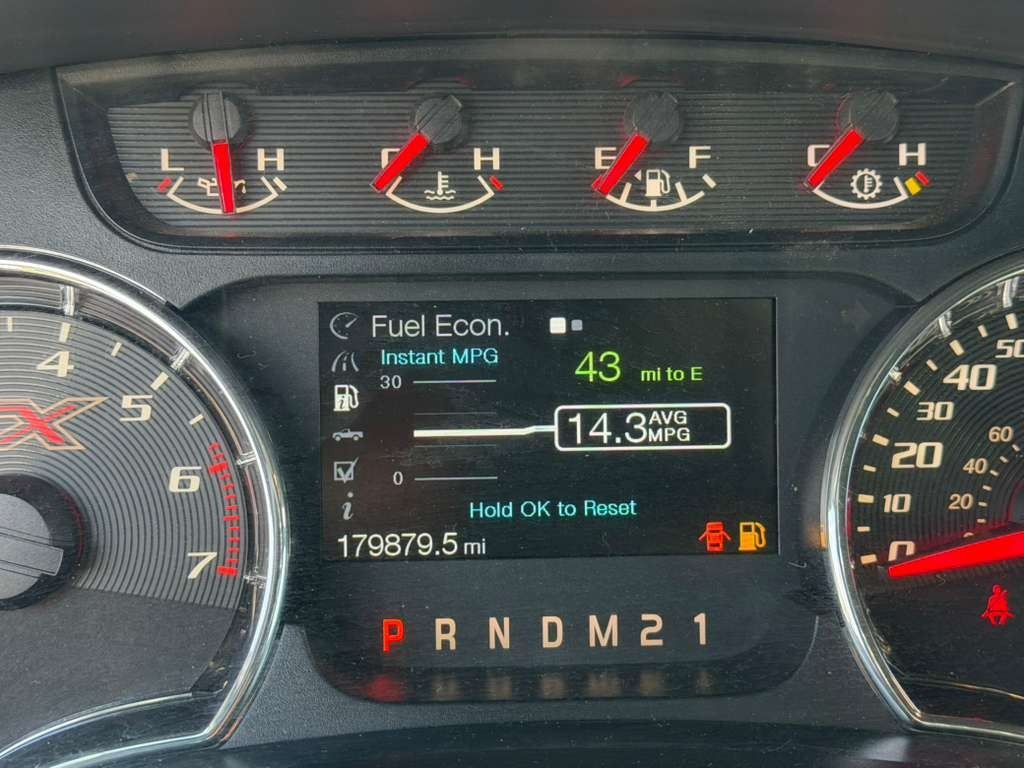 L H C H E F C H
Fuel Econ.
Instant MPG
43 mi to E
30
14.3 AVG MPG
0
Hold OK to Reset
179879.5 mi
P R N D M 2 1
4
5
6
7
X
50
40
30
20
10
0
60
40
20